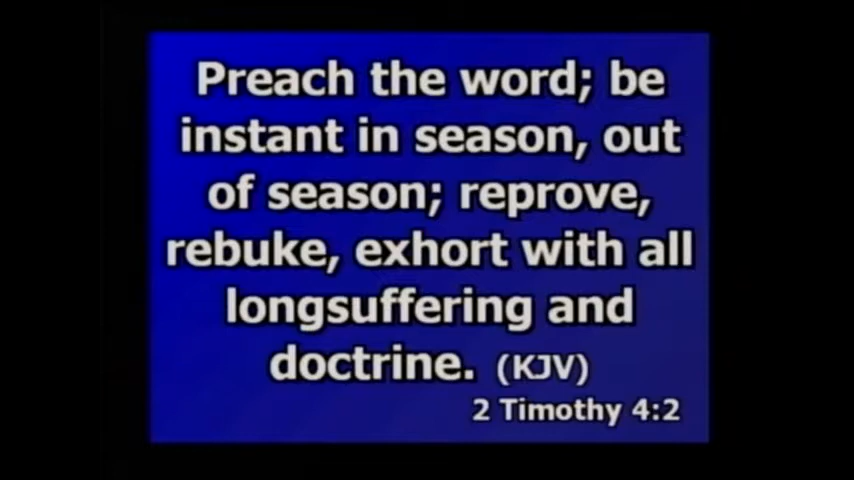 Preach the word; be
instant in season, out
of season; reprove,
rebuke, exhort with all
longsuffering and
doctrine. (KJV)
2 Timothy 4:2